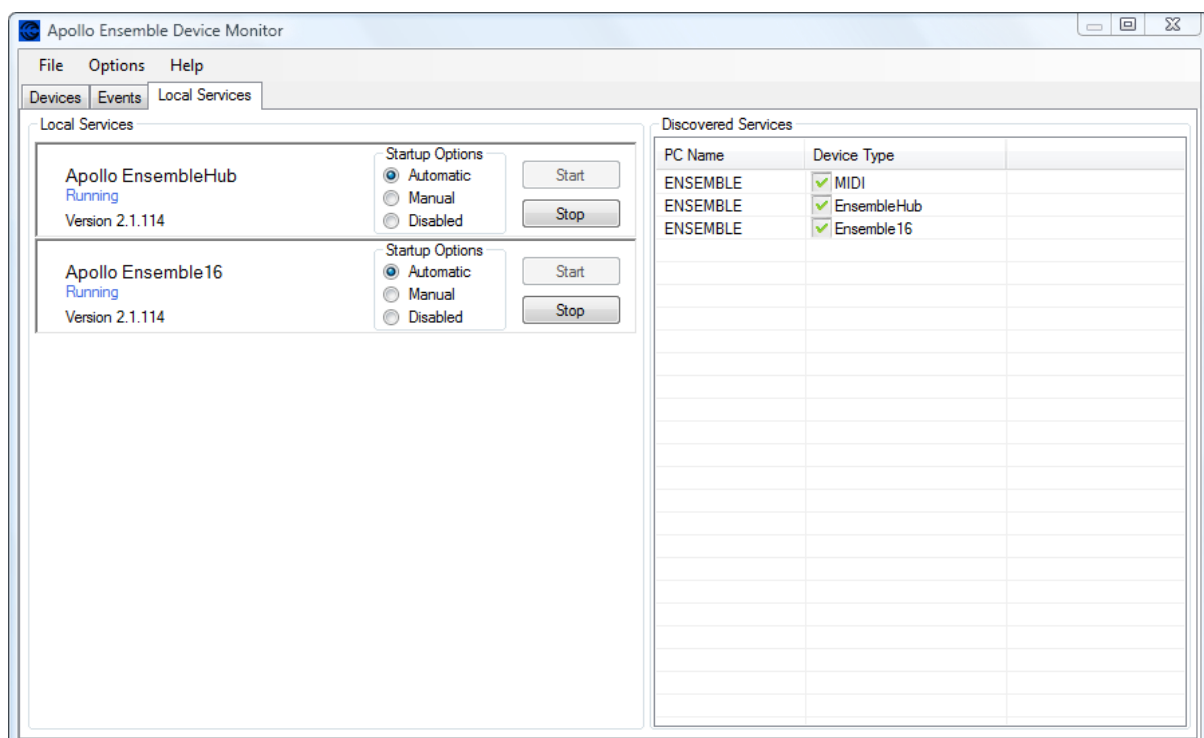 Apollo Ensemble Device Monitor
File Options Help
Devices Events Local Services
Local Services
Apollo EnsembleHub
Running
Version 2.1.114
Startup Options
Automatic
Manual
Disabled
Start
Stop
Apollo Ensemble16
Running
Version 2.1.114
Startup Options
Automatic
Manual
Disabled
Start
Stop
Discovered Services
PC Name Device Type
ENSEMBLE MIDI
ENSEMBLE EnsembleHub
ENSEMBLE Ensemble16